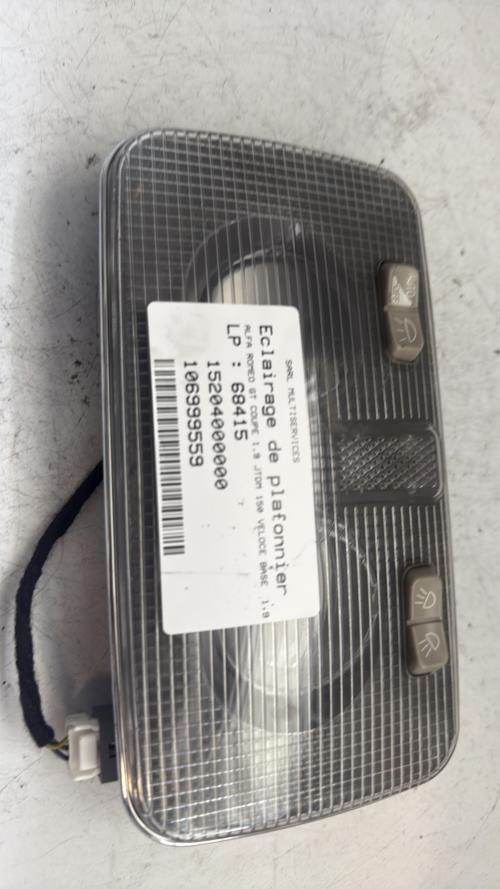 SARL MULTISERVICES
Eclairage de plafonnier
ALFA ROMEO GT COUPE 1.9 JTDM 150 VELOCE BASE 1,9
LP : 68415
15204000000
106999559